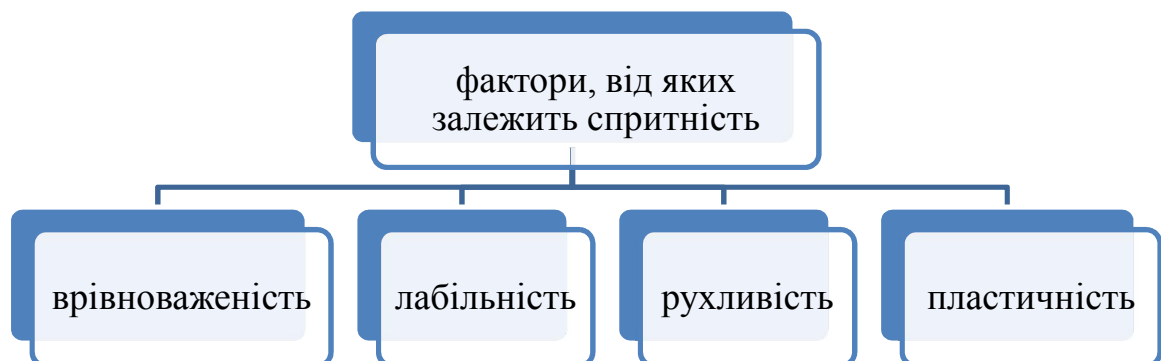 фактори, від яких
залежить спритність
врівноваженість
лабільність
рухливість
пластичність